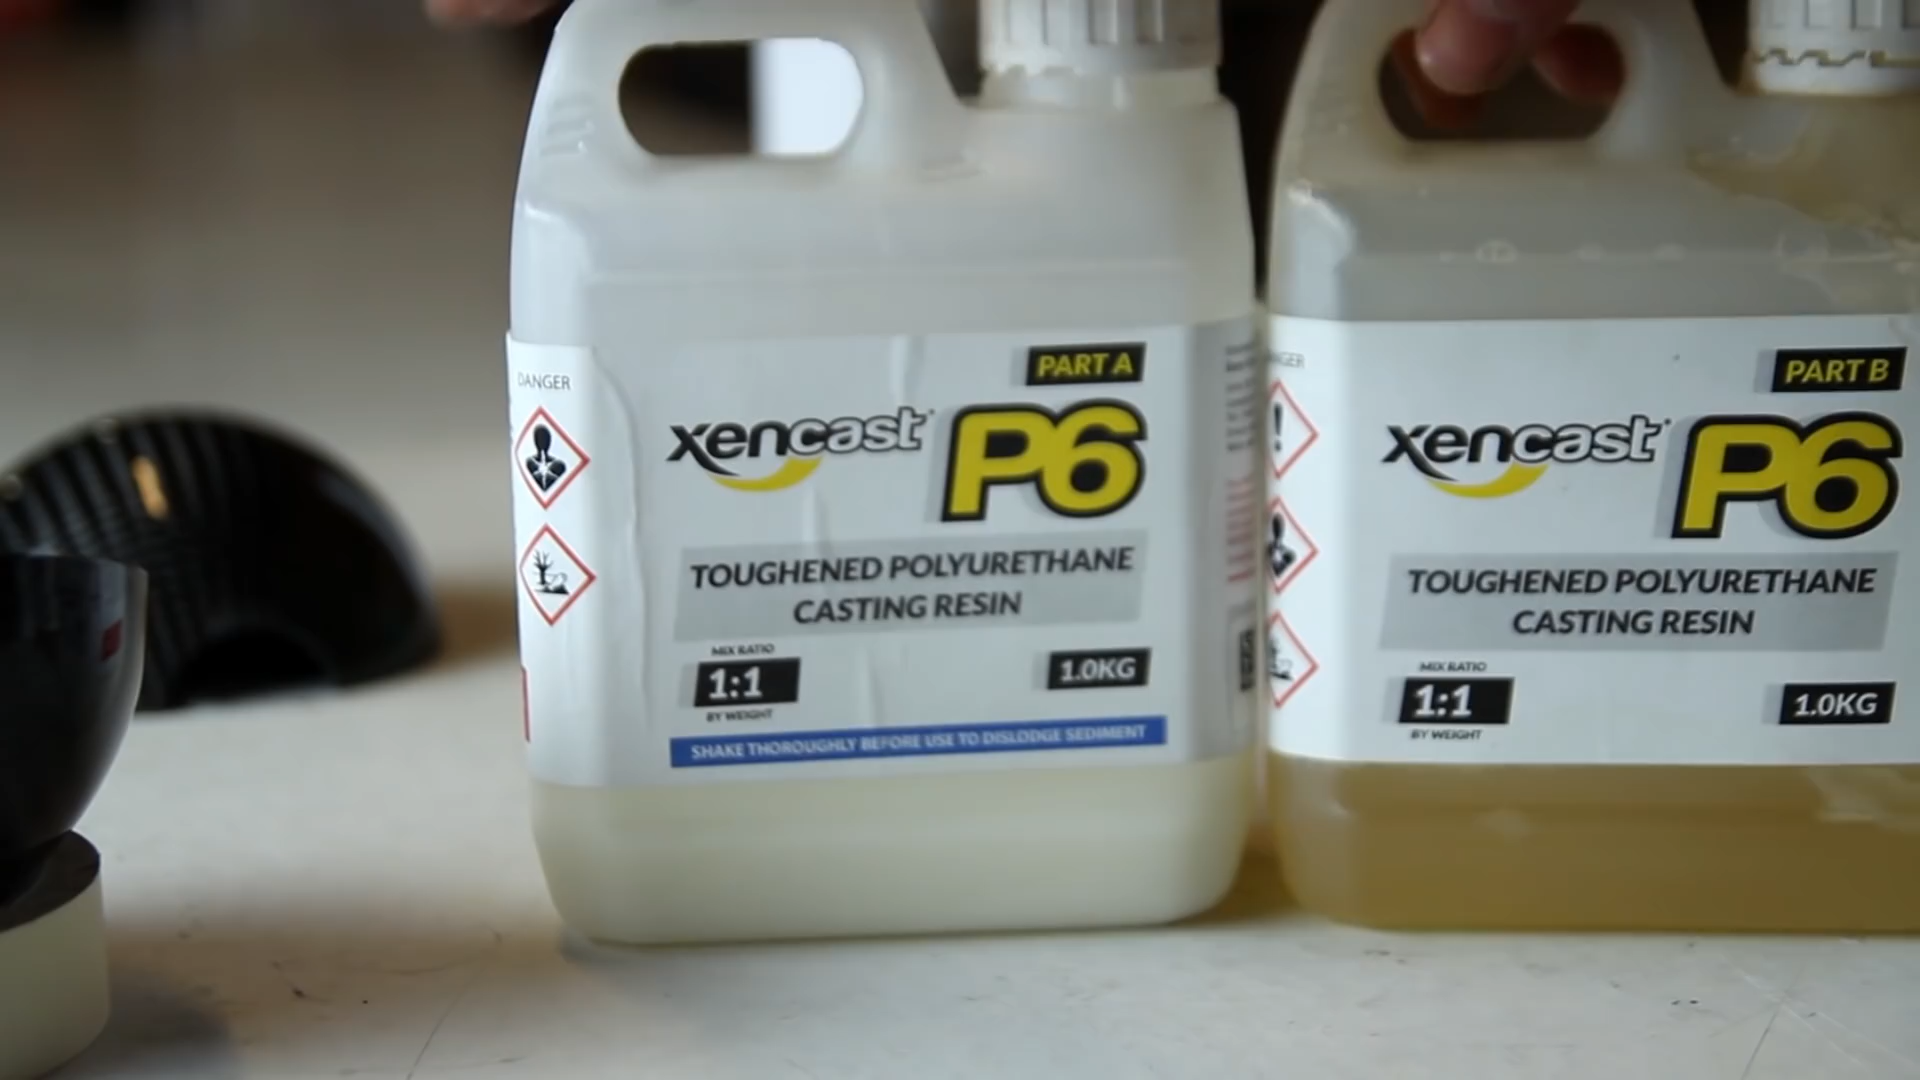 DANGER
PART A
xencast P6
TOUGHENED POLYURETHANE
CASTING RESIN
MIX RATIO
1:1
BY WEIGHT
1.0KG
SHAKE THOROUGHLY BEFORE USE TO DISLODGE SEDIMENT
PART B
xencast P6
TOUGHENED POLYURETHANE
CASTING RESIN
MIX RATIO
1:1
BY WEIGHT
1.0KG